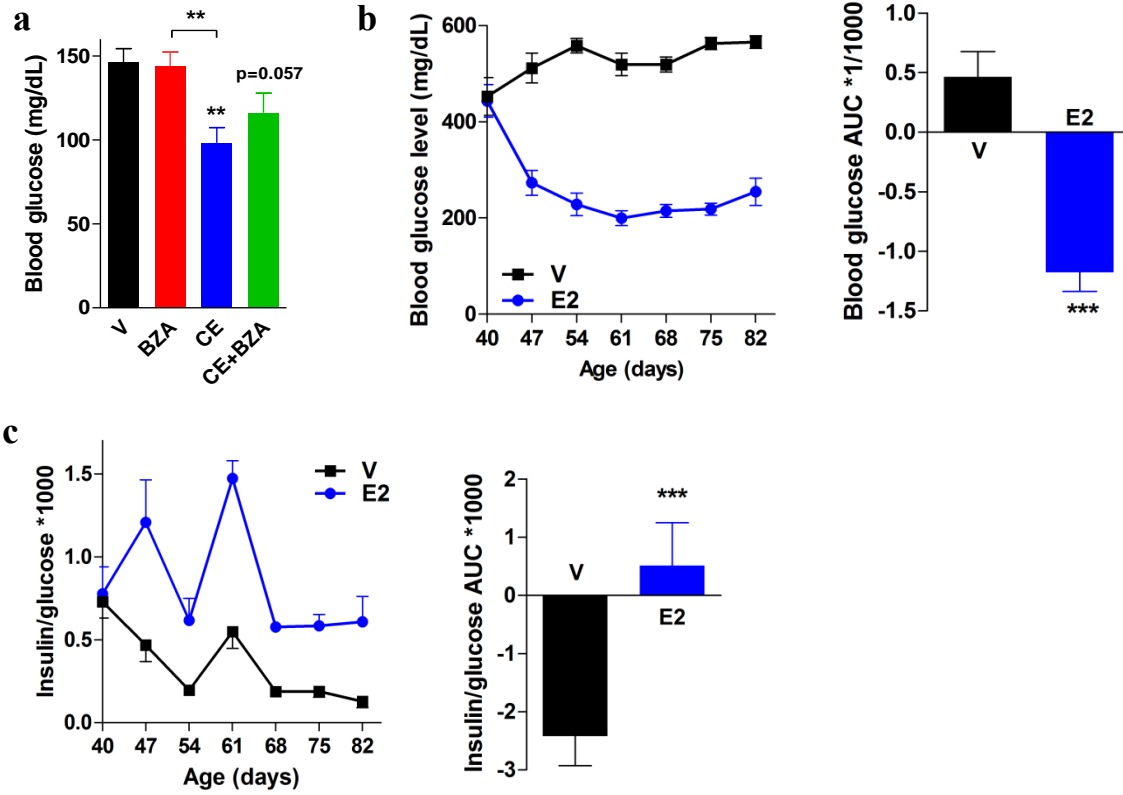 a
Blood glucose (mg/dL)
150
100
50
0
**
**
p=0.057
V
BZA
CE
CE+BZA
b
Blood glucose level (mg/dL)
600
400
200
0
V
E2
40 47 54 61 68 75 82
Age (days)
Blood glucose AUC *1/1000
1.0
0.5
0.0
-0.5
-1.0
-1.5
E2
V
***
c
Insulin/glucose *1000
1.5
1.0
0.5
0.0
V
E2
40 47 54 61 68 75 82
Age (days)
Insulin/glucose AUC *1000
2
1
0
-1
-2
-3
***
V
E2